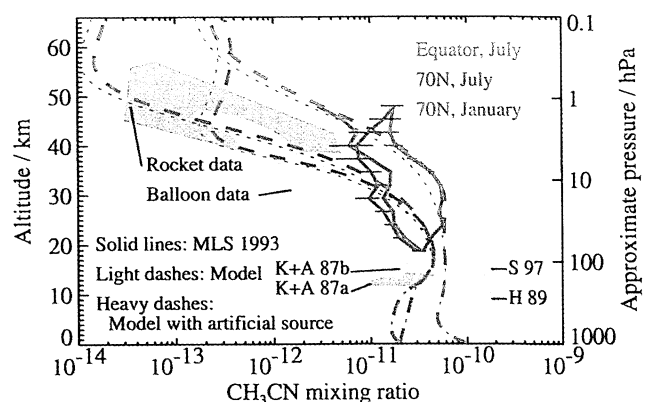 60
50
40
30
20
10
0
Altitude / km
0.1
1
10
100
1000
Approximate pressure / hPa
Equator, July
70N, July
70N, January
Rocket data
Balloon data
Solid lines: MLS 1993
Light dashes: Model
K+A 87b
K+A 87a
S 97
H 89
Heavy dashes:
Model with artificial source
10-14 10-13 10-12 10-11 10-10 10-9
CH3CN mixing ratio